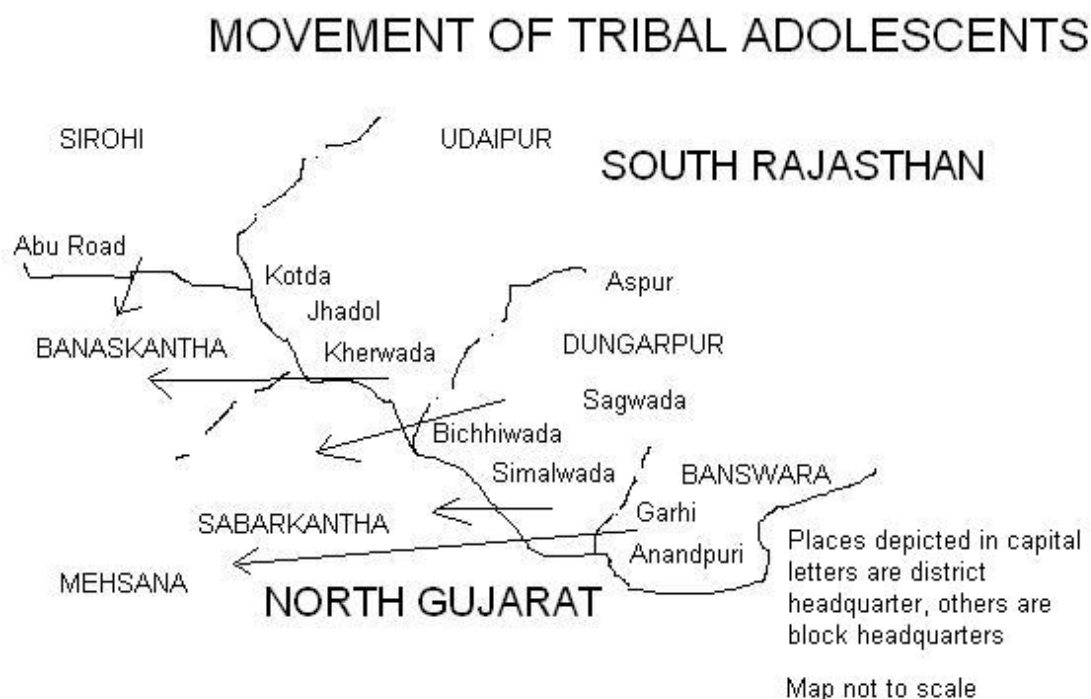 MOVEMENT OF TRIBAL ADOLESCENTS
SIROHI
UDAIPUR
SOUTH RAJASTHAN
Abu Road
Kotda
Aspur
Jhadol
BANASKANTHA
Kherwada
DUNGARPUR
Sagwada
Bichhiwada
Simalwada
BANSWARA
SABARKANTHA
Garhi
Anandpuri
MEHSANA
NORTH GUJARAT
Places depicted in capital
letters are district
headquarter, others are
block headquarters
Map not to scale